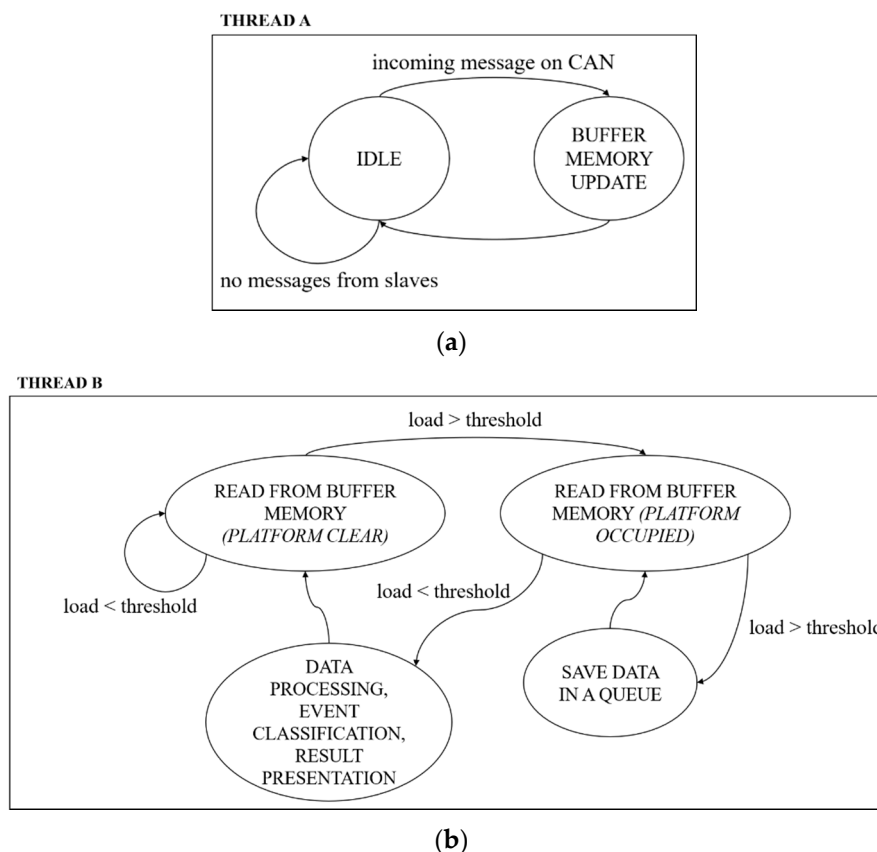 THREAD A
incoming message on CAN
IDLE
BUFFER
MEMORY
UPDATE
no messages from slaves
(a)
THREAD B
load > threshold
READ FROM BUFFER
MEMORY
(PLATFORM CLEAR)
READ FROM BUFFER
MEMORY (PLATFORM
OCCUPIED)
load < threshold
load < threshold
load > threshold
DATA
PROCESSING,
EVENT
CLASSIFICATION,
RESULT
PRESENTATION
SAVE DATA
IN A QUEUE
(b)